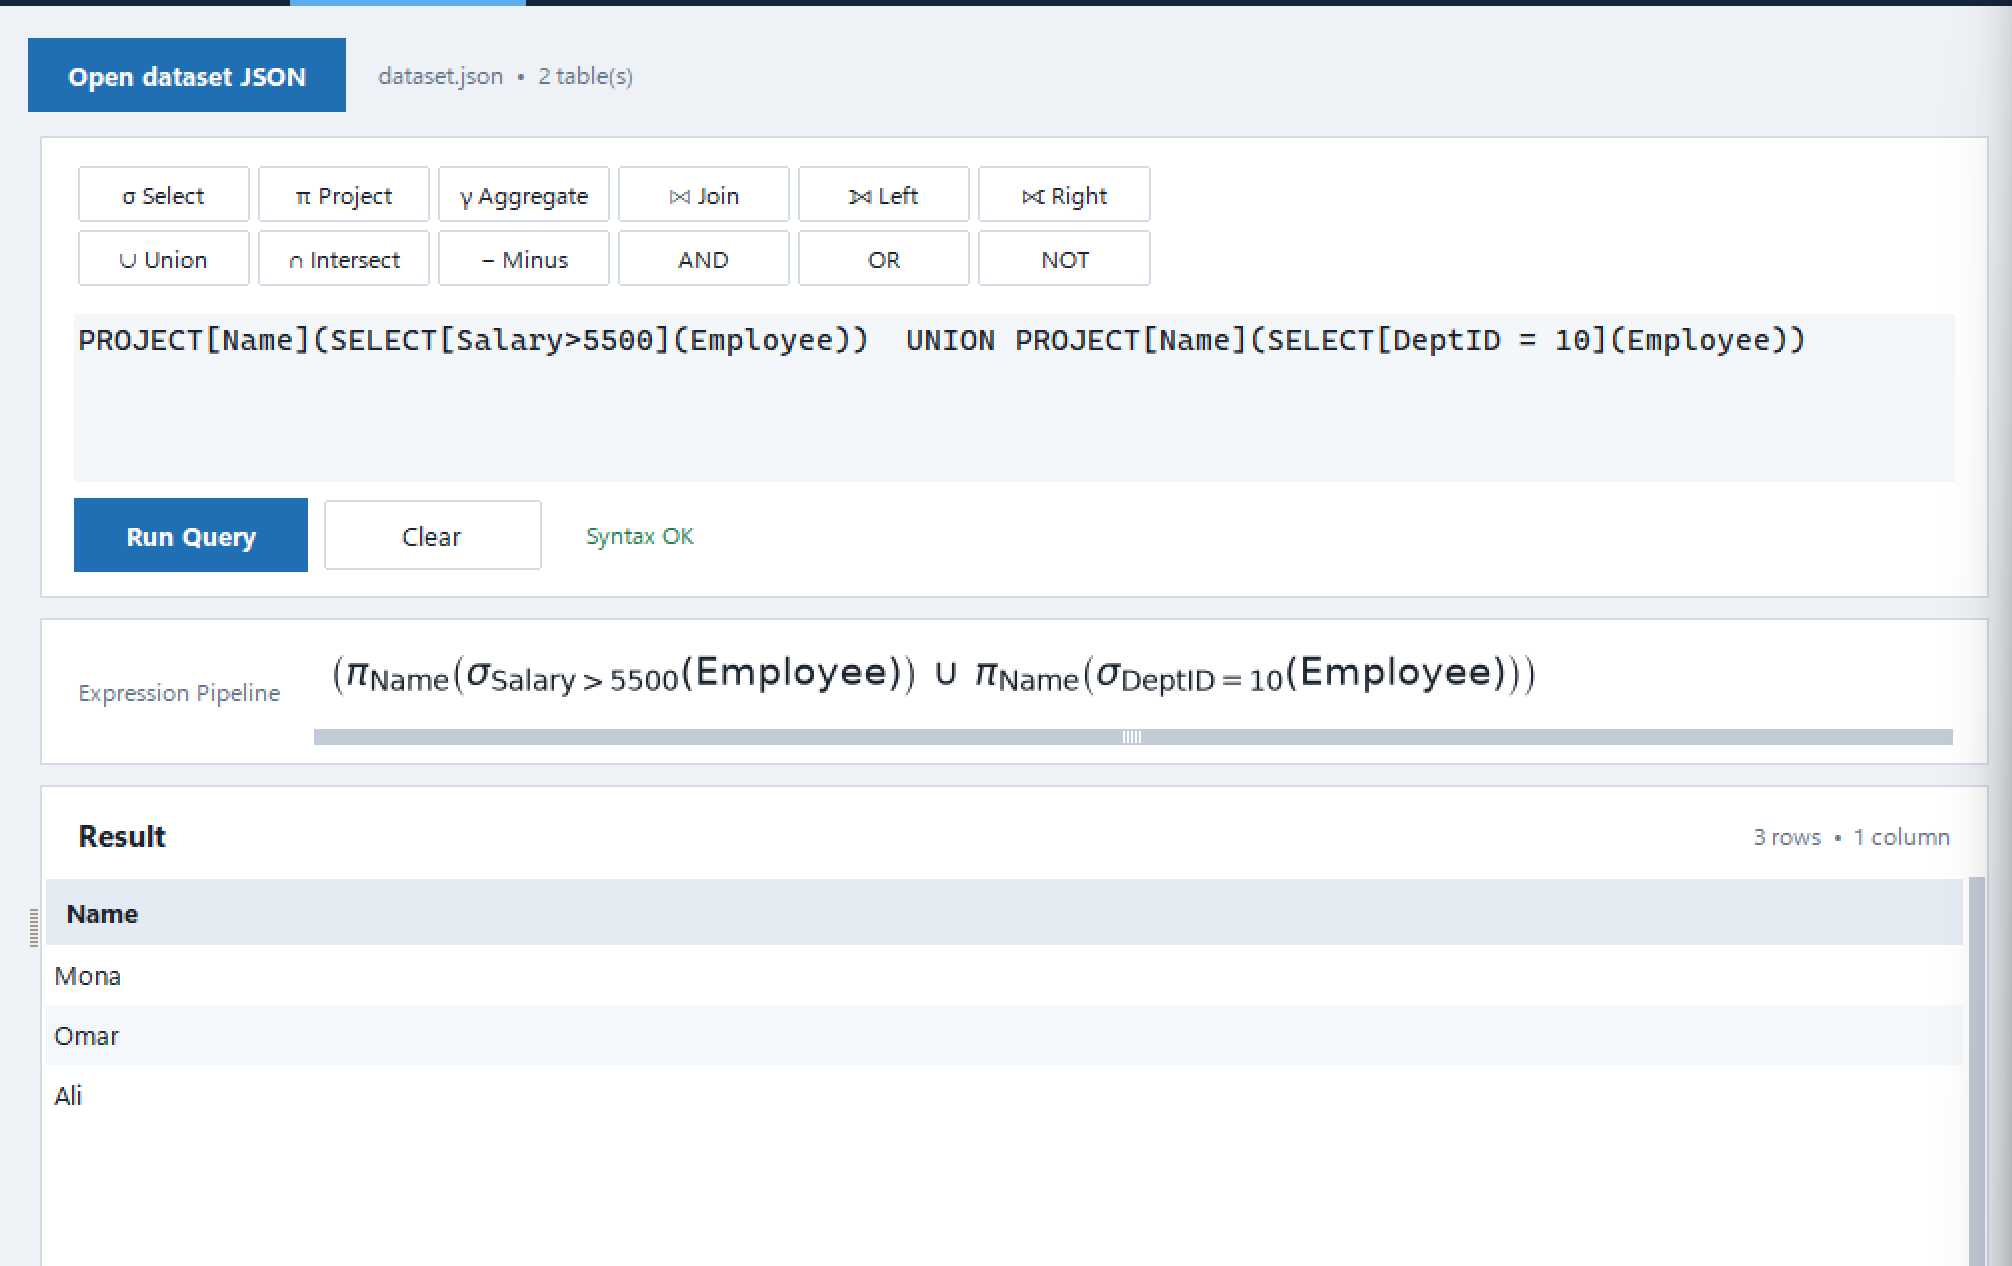 Open dataset JSON dataset.json • 2 table(s)
σ Select π Project γ Aggregate ⋈ Join ⟕ Left ⟖ Right
∪ Union ∩ Intersect − Minus AND OR NOT
PROJECT[Name](SELECT[Salary>5500](Employee))  UNION PROJECT[Name](SELECT[DeptID = 10](Employee))
Run Query Clear Syntax OK
Expression Pipeline (πName(σSalary > 5500(Employee)) ∪ πName(σDeptID = 10(Employee)))
Result 3 rows • 1 column
Name
Mona
Omar
Ali